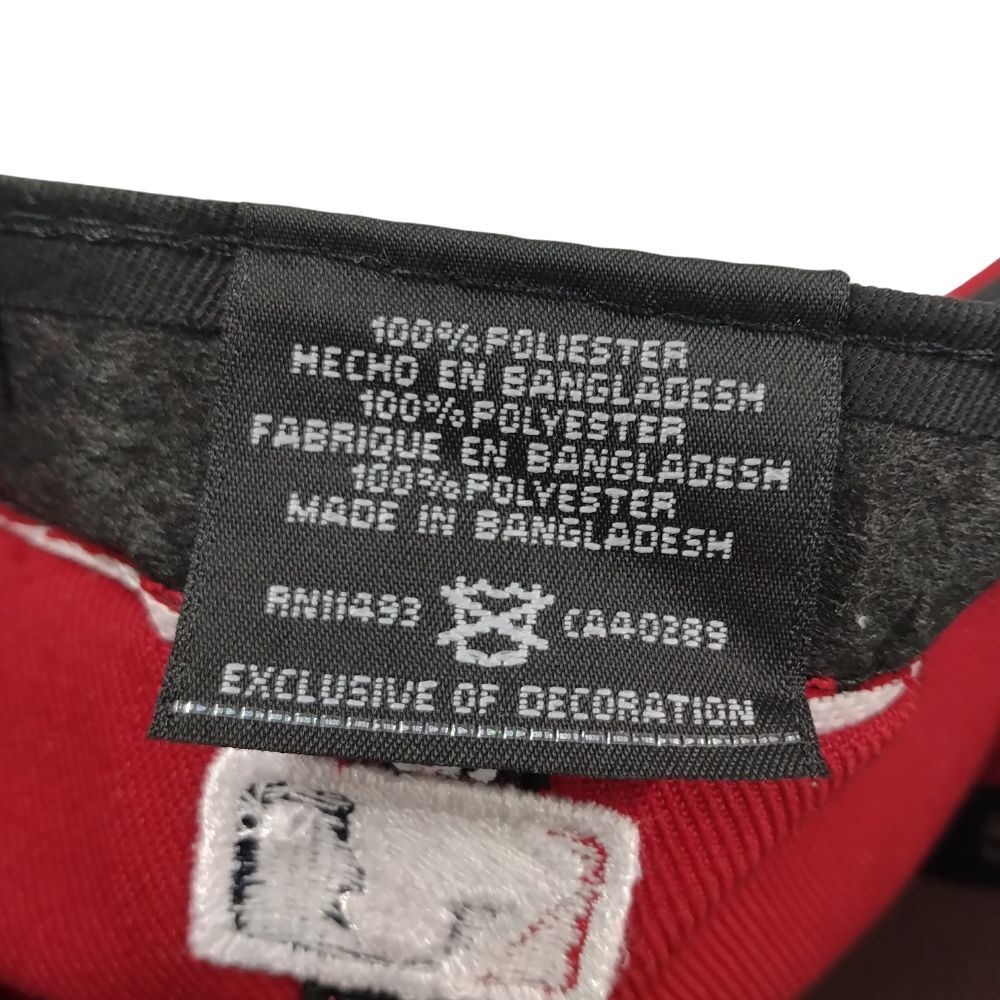 100% POLIESTER
HECHO EN BANGLADESH
100% POLYESTER
FABRIQUE EN BANGLADESH
100% POLYESTER
MADE IN BANGLADESH
RN11493 CA40289
EXCLUSIVE OF DECORATION